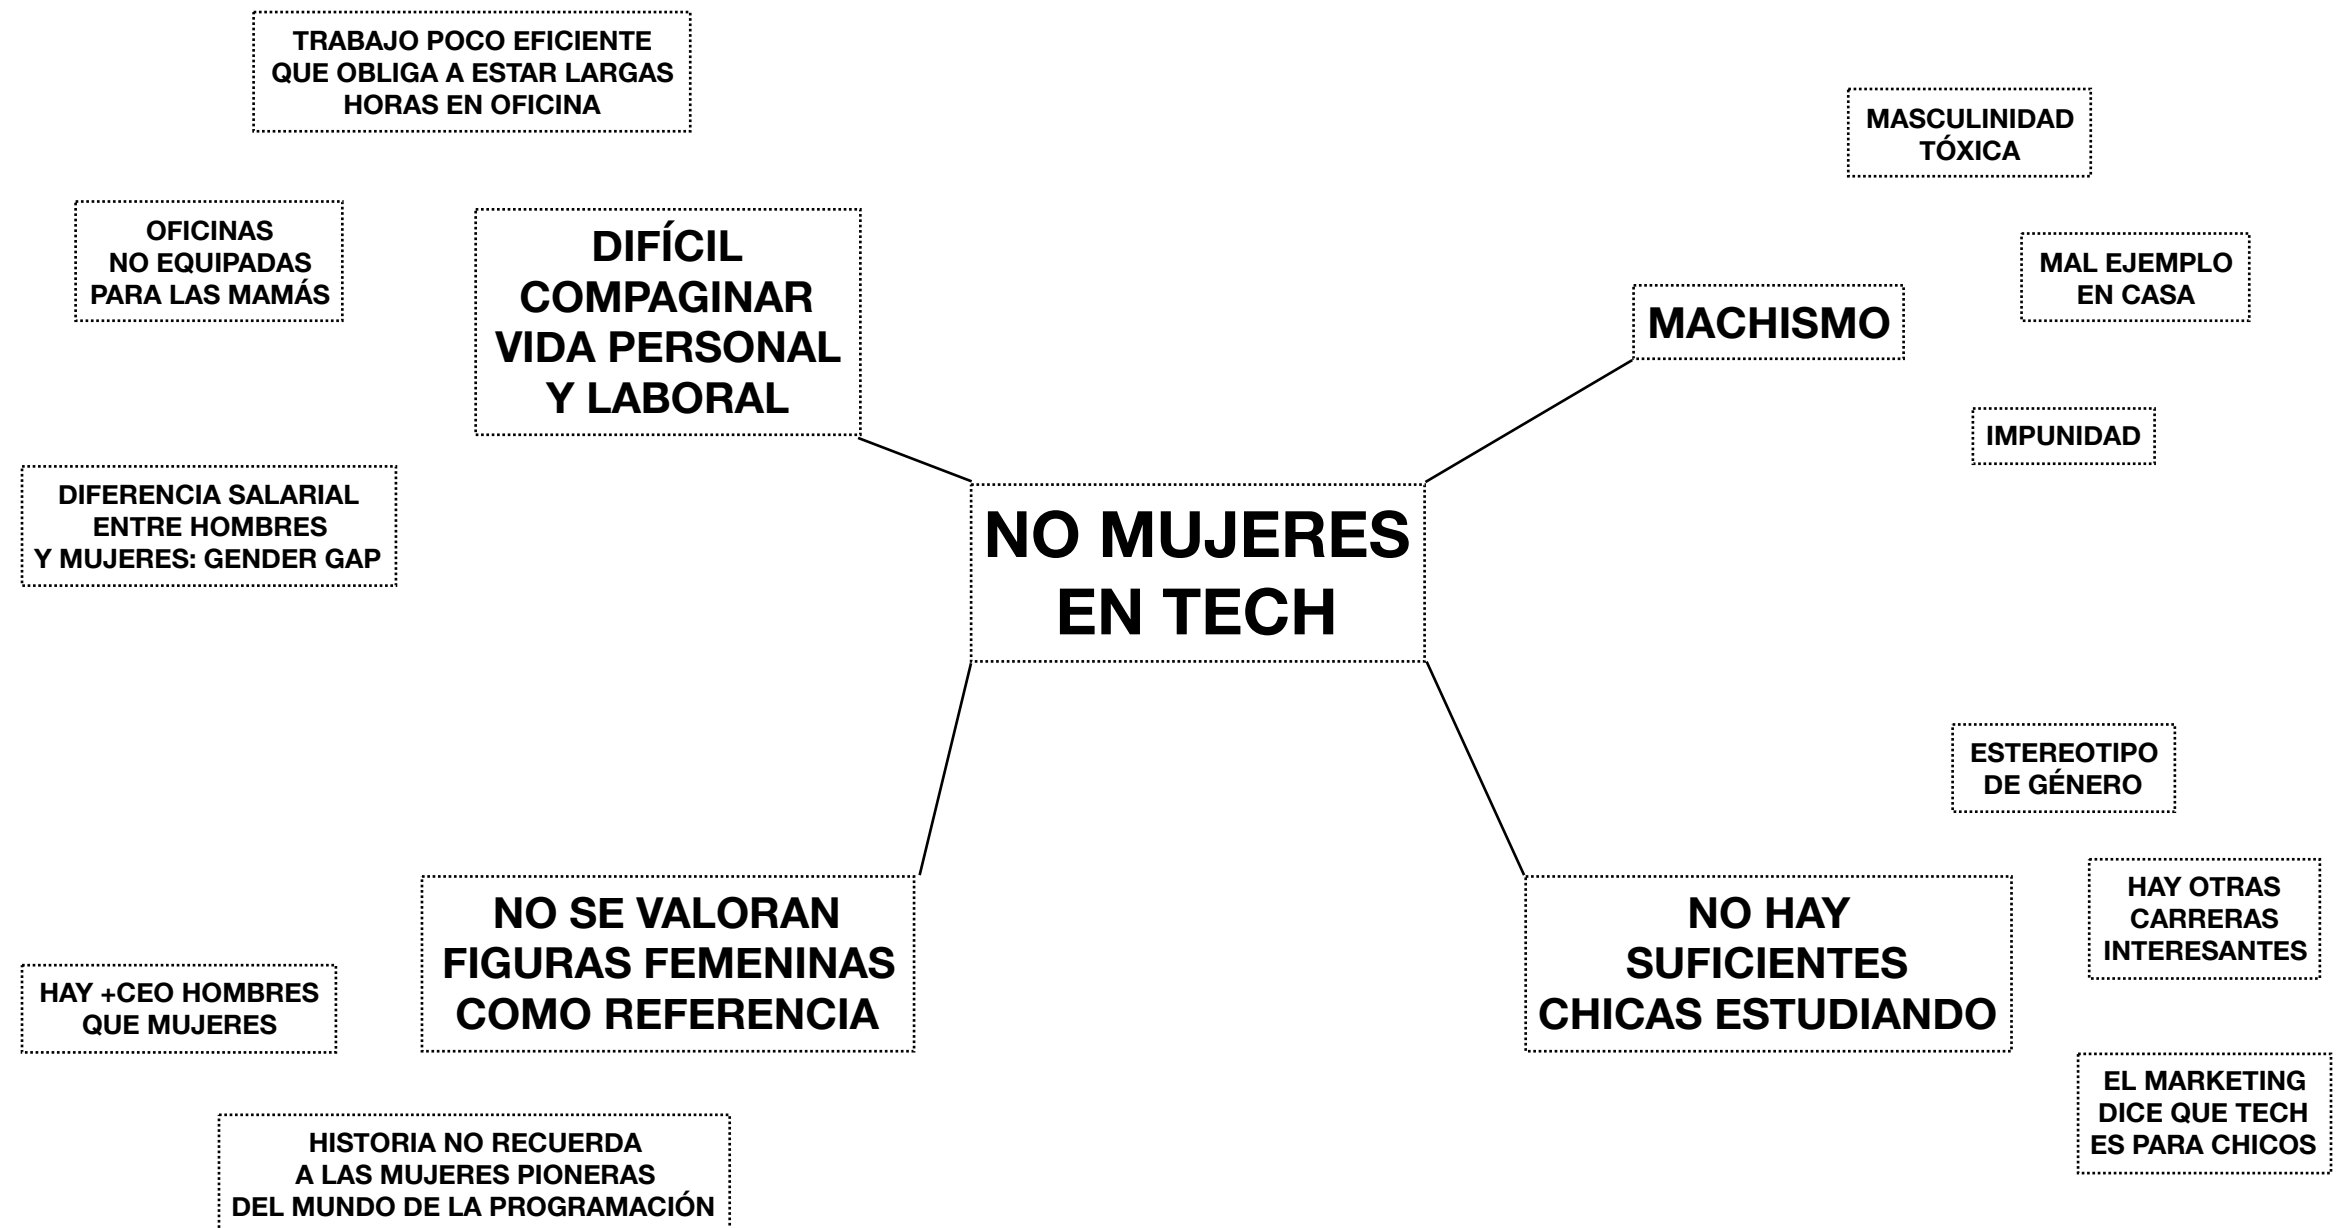 TRABAJO POCO EFICIENTE
QUE OBLIGA A ESTAR LARGAS
HORAS EN OFICINA
OFICINAS
NO EQUIPADAS
PARA LAS MAMÁS
DIFÍCIL
COMPAGINAR
VIDA PERSONAL
Y LABORAL
DIFERENCIA SALARIAL
ENTRE HOMBRES
Y MUJERES: GENDER GAP
MASCULINIDAD
TÓXICA
MAL EJEMPLO
EN CASA
MACHISMO
IMPUNIDAD
NO MUJERES
EN TECH
NO SE VALORAN
FIGURAS FEMENINAS
COMO REFERENCIA
HAY +CEO HOMBRES
QUE MUJERES
HISTORIA NO RECUERDA
A LAS MUJERES PIONERAS
DEL MUNDO DE LA PROGRAMACIÓN
ESTEREOTIPO
DE GÉNERO
NO HAY
SUFICIENTES
CHICAS ESTUDIANDO
HAY OTRAS
CARRERAS
INTERESANTES
EL MARKETING
DICE QUE TECH
ES PARA CHICOS